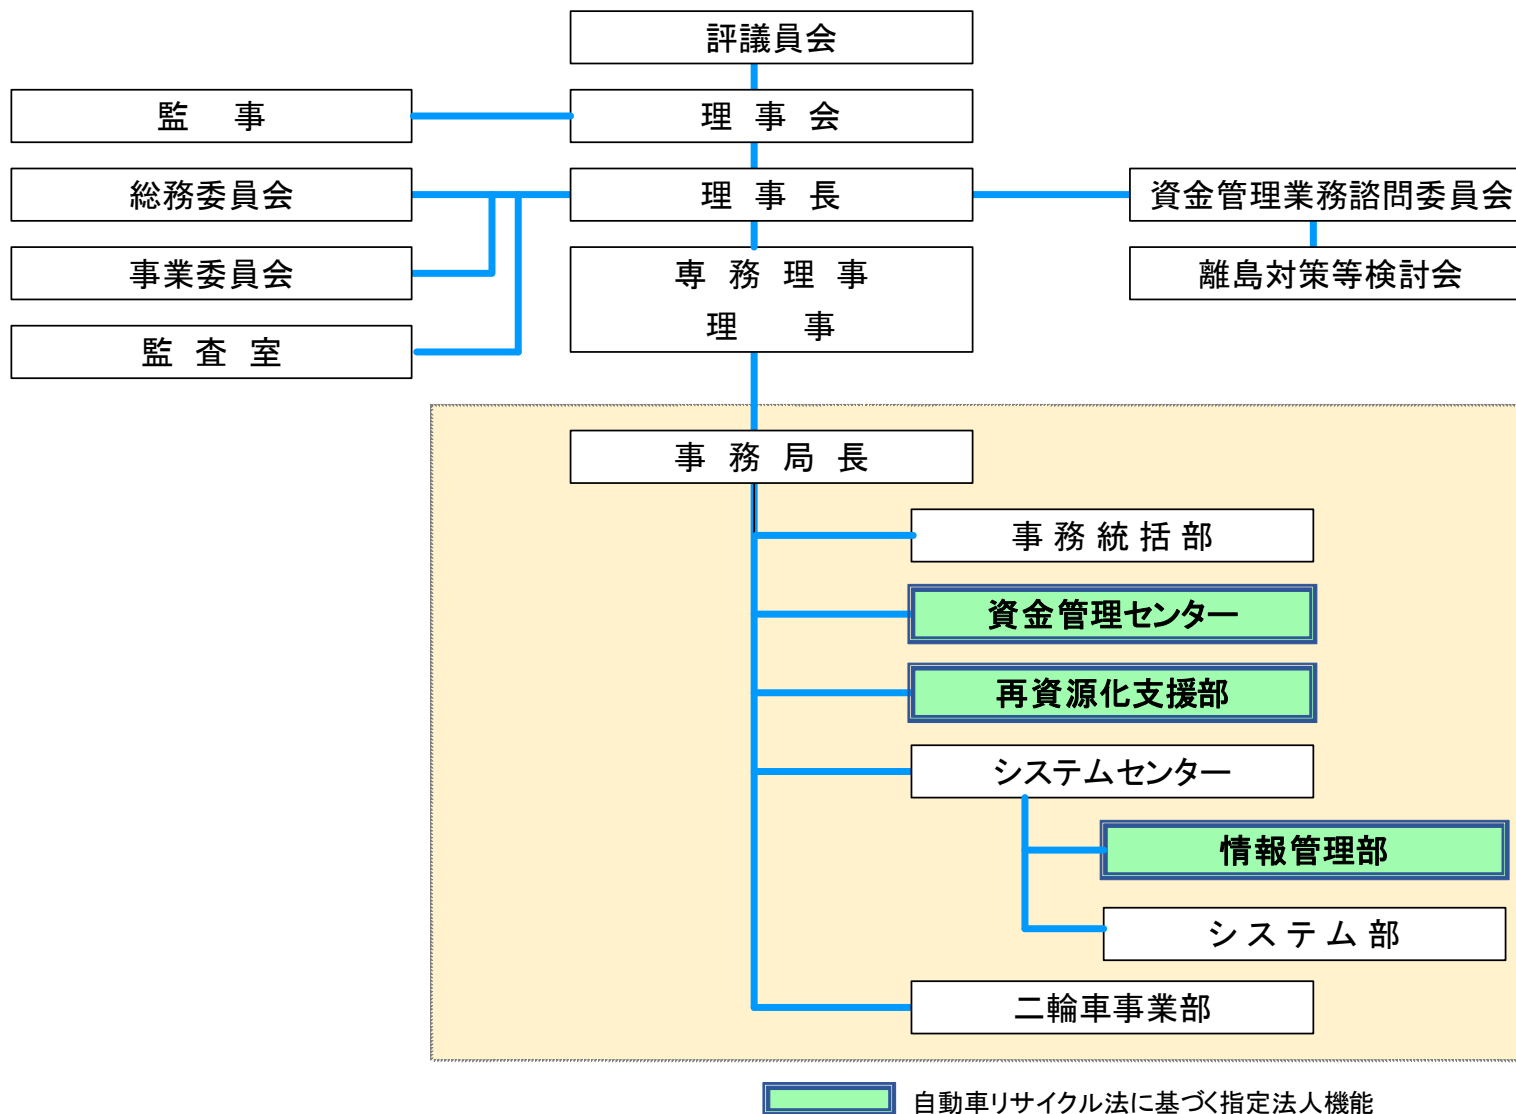 評議員会
監　事
理 事 会
総務委員会
理 事 長
資金管理業務諮問委員会
事業委員会
専 務 理 事
理　　事
離島対策等検討会
監 査 室
事 務 局 長
事 務 統 括 部
資金管理センター
再資源化支援部
システムセンター
情報管理部
シ ス テ ム 部
二輪車事業部
自動車リサイクル法に基づく指定法人機能